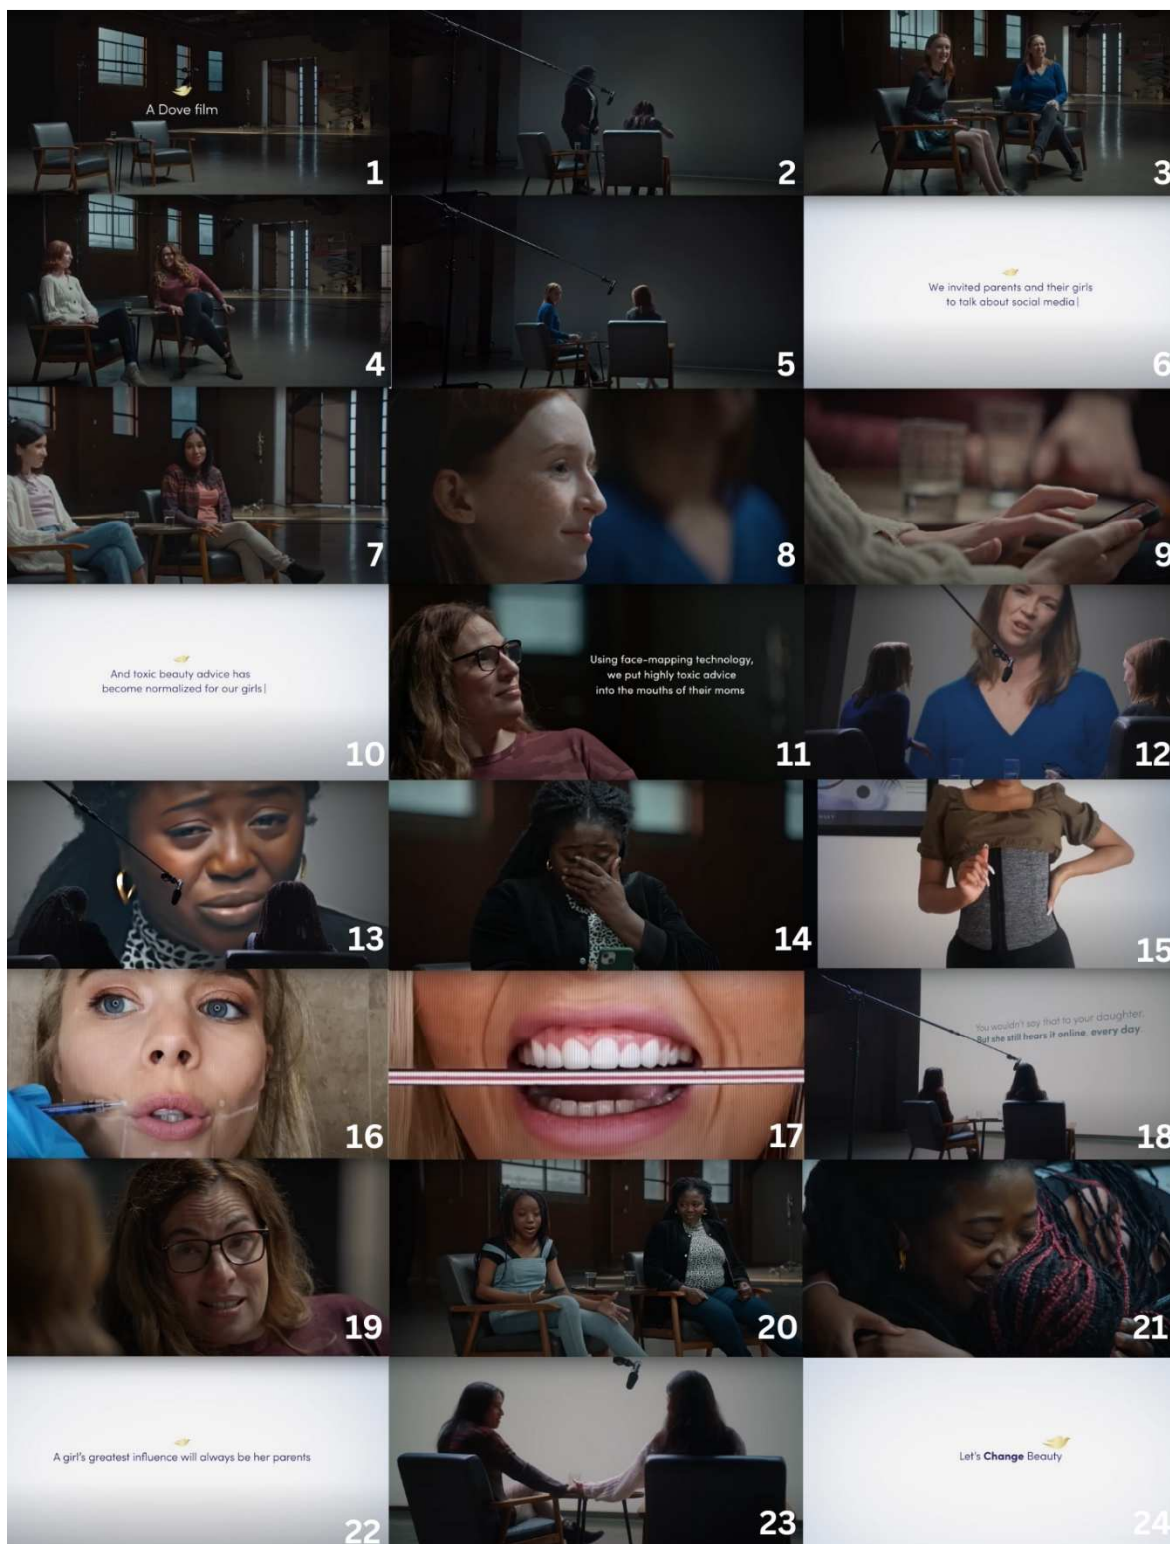 A Dove film
1
2
3
4
5
We invited parents and their girls
to talk about social media
6
7
8
9
And toxic beauty advice has
become normalized for our girls
10
Using face-mapping technology,
we put highly toxic advice
into the mouths of their moms
11
12
13
14
15
16
17
You wouldn't say that to your daughter.
But she still hears it online, every day
18
19
20
21
A girl's greatest influence will always be her parents
22
23
Let's Change Beauty
24